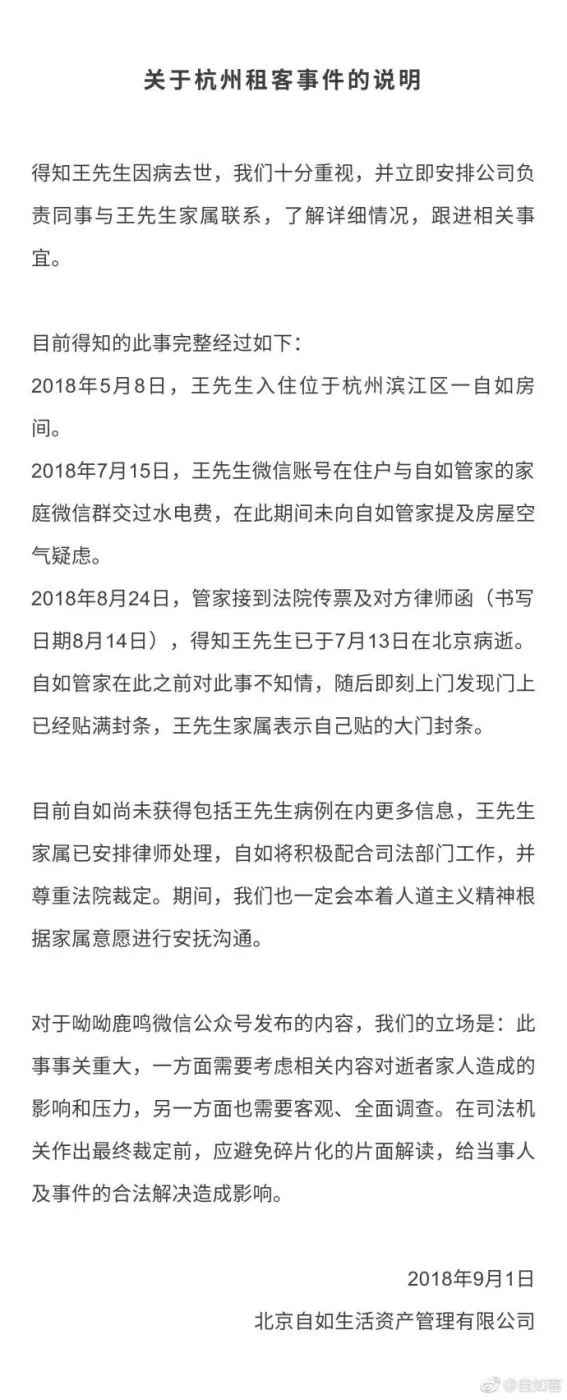 关于杭州租客事件的说明
得知王先生因病去世，我们十分重视，并立即安排公司负
责同事与王先生家属联系，了解详细情况，跟进相关事
宜。
目前得知的此事完整经过如下：
2018年5月8日，王先生入住位于杭州滨江区一自如房
间。
2018年7月15日，王先生微信账号在住户与自如管家的家
庭微信群交过水电费，在此期间未向自如管家提及房屋空
气疑虑。
2018年8月24日，管家接到法院传票及对方律师函（书写
日期8月14日），得知王先生已于7月13日在北京病逝。
自如管家在此之前对此事不知情，随后即刻上门发现门上
已经贴满封条，王先生家属表示自己贴的大门封条。
目前自如尚未获得包括王先生病例在内更多信息，王先生
家属已安排律师处理，自如将积极配合司法部门工作，并
尊重法院裁定。期间，我们也一定会本着人道主义精神根
据家属意愿进行安抚沟通。
对于呦呦鹿鸣微信公众号发布的内容，我们的立场是：此
事事关重大，一方面需要考虑相关内容对逝者家人造成的
影响和压力，另一方面也需要客观、全面调查。在司法机
关作出最终裁定前，应避免碎片化的片面解读，给当事人
及事件的合法解决造成影响。
2018年9月1日
北京自如生活资产管理有限公司
@自如客